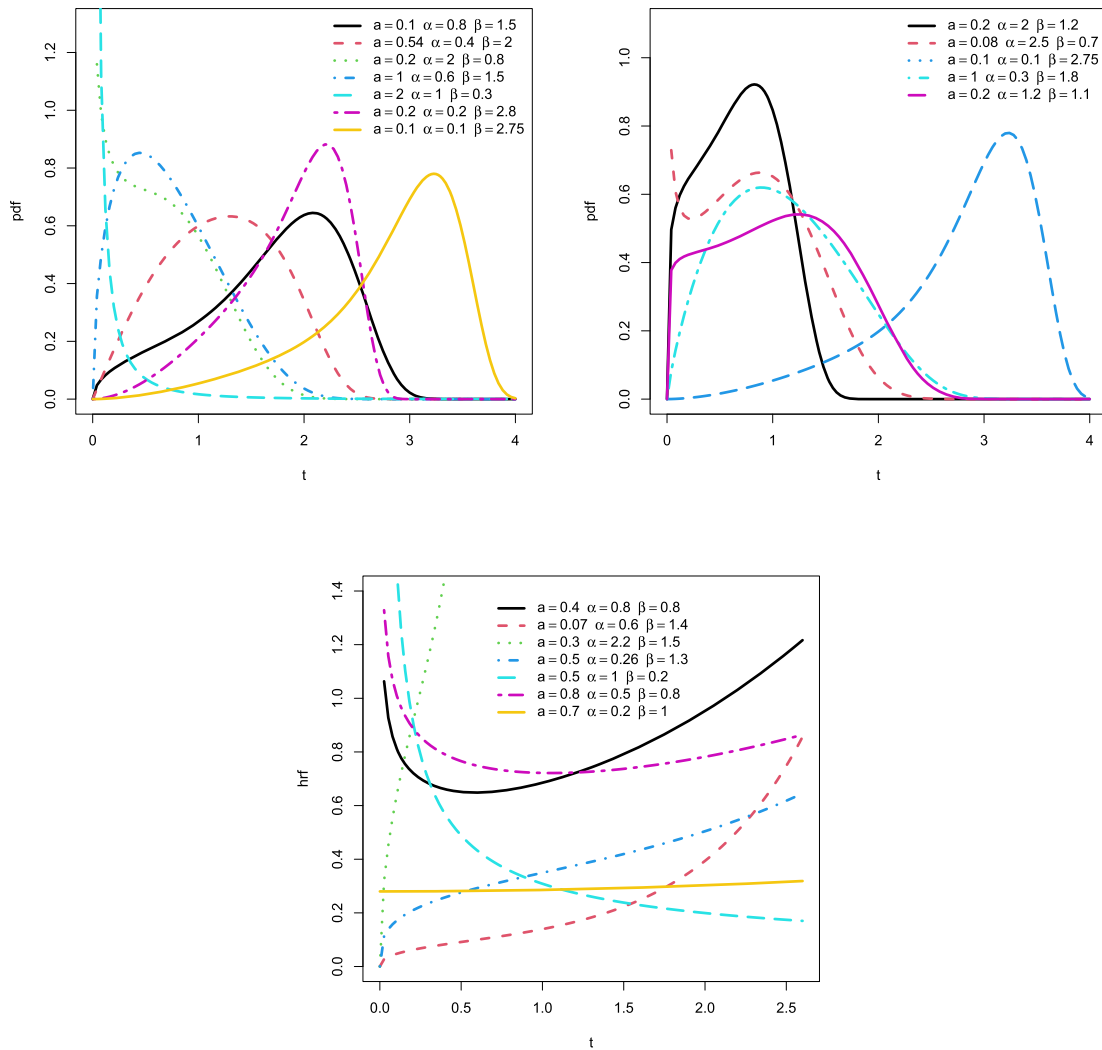 a = 0.1 α = 0.8 β = 1.5
a = 0.54 α = 0.4 β = 2
a = 0.2 α = 2 β = 0.8
a = 1 α = 0.6 β = 1.5
a = 2 α = 1 β = 0.3
a = 0.2 α = 0.2 β = 2.8
a = 0.1 α = 0.1 β = 2.75
pdf
0.0 0.2 0.4 0.6 0.8 1.0 1.2
0 1 2 3 4
t
a = 0.2 α = 2 β = 1.2
a = 0.08 α = 2.5 β = 0.7
a = 0.1 α = 0.1 β = 2.75
a = 1 α = 0.3 β = 1.8
a = 0.2 α = 1.2 β = 1.1
pdf
0.0 0.2 0.4 0.6 0.8 1.0
0 1 2 3 4
t
a = 0.4 α = 0.8 β = 0.8
a = 0.07 α = 0.6 β = 1.4
a = 0.3 α = 2.2 β = 1.5
a = 0.5 α = 0.26 β = 1.3
a = 0.5 α = 1 β = 0.2
a = 0.8 α = 0.5 β = 0.8
a = 0.7 α = 0.2 β = 1
hrf
0.0 0.2 0.4 0.6 0.8 1.0 1.2 1.4
0.0 0.5 1.0 1.5 2.0 2.5
t